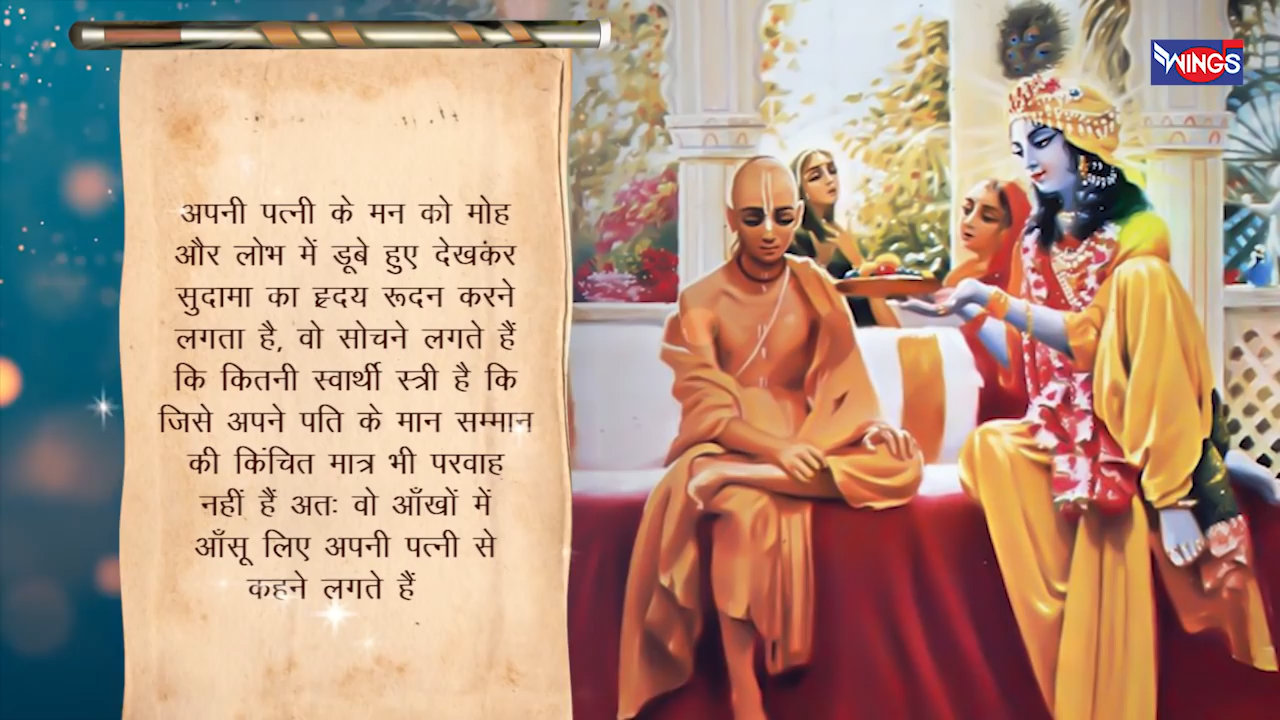 अपनी पत्नी के मन को मोह
और लोभ में डूबे हुए देखकंर
सुदामा का हृदय रूदन करने
लगता है, वो सोचने लगते हैं
कि कितनी स्वार्थी स्त्री है कि
जिसे अपने पति के मान सम्मान
की किंचित मात्र भी परवाह
नहीं हैं अतः वो आँखों में
आँसू लिए अपनी पत्नी से
कहने लगते हैं
WINGS